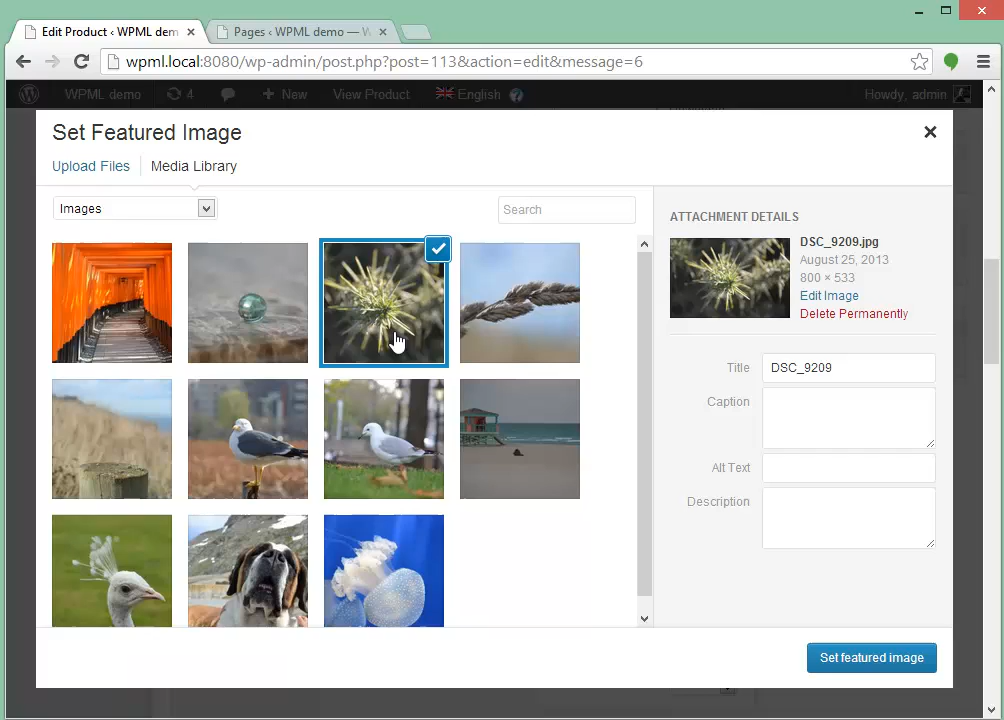 Edit Product ‹ WPML dem
Pages ‹ WPML demo — W
wpml.local:8080/wp-admin/post.php?post=113&action=edit&message=6
WPML demo
4
New
View Product
English
?
Howdy, admin
Set Featured Image
Upload Files
Media Library
Images
Search
ATTACHMENT DETAILS
DSC_9209.jpg
August 25, 2013
800 × 533
Edit Image
Delete Permanently
Title
DSC_9209
Caption
Alt Text
Description
Set featured image